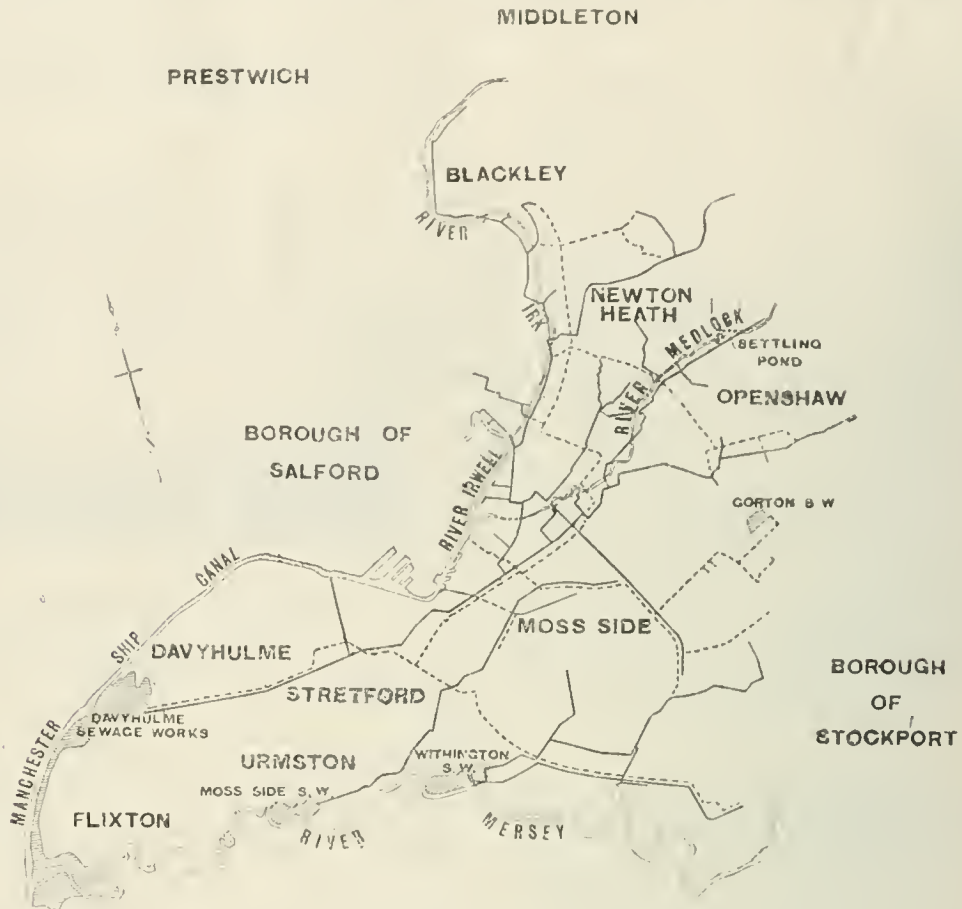 MIDDLETON
PRESTWICH
BLACKLEY
RIVER
IRK
NEWTON
HEATH
MEDLOCK
SETTLING
POND
RIVER
OPENSHAW
BOROUGH OF
SALFORD
RIVER IRWELL
GORTON S W
CANAL
SHIP
MANCHESTER
DAVYHULME
MOSS SIDE
STRETFORD
BOROUGH
OF
STOCKPORT
DAVYHULME
SEWAGE WORKS
URMSTON
WITHINGTON
S.W.
MOSS SIDE S.W.
FLIXTON
RIVER
MERSEY